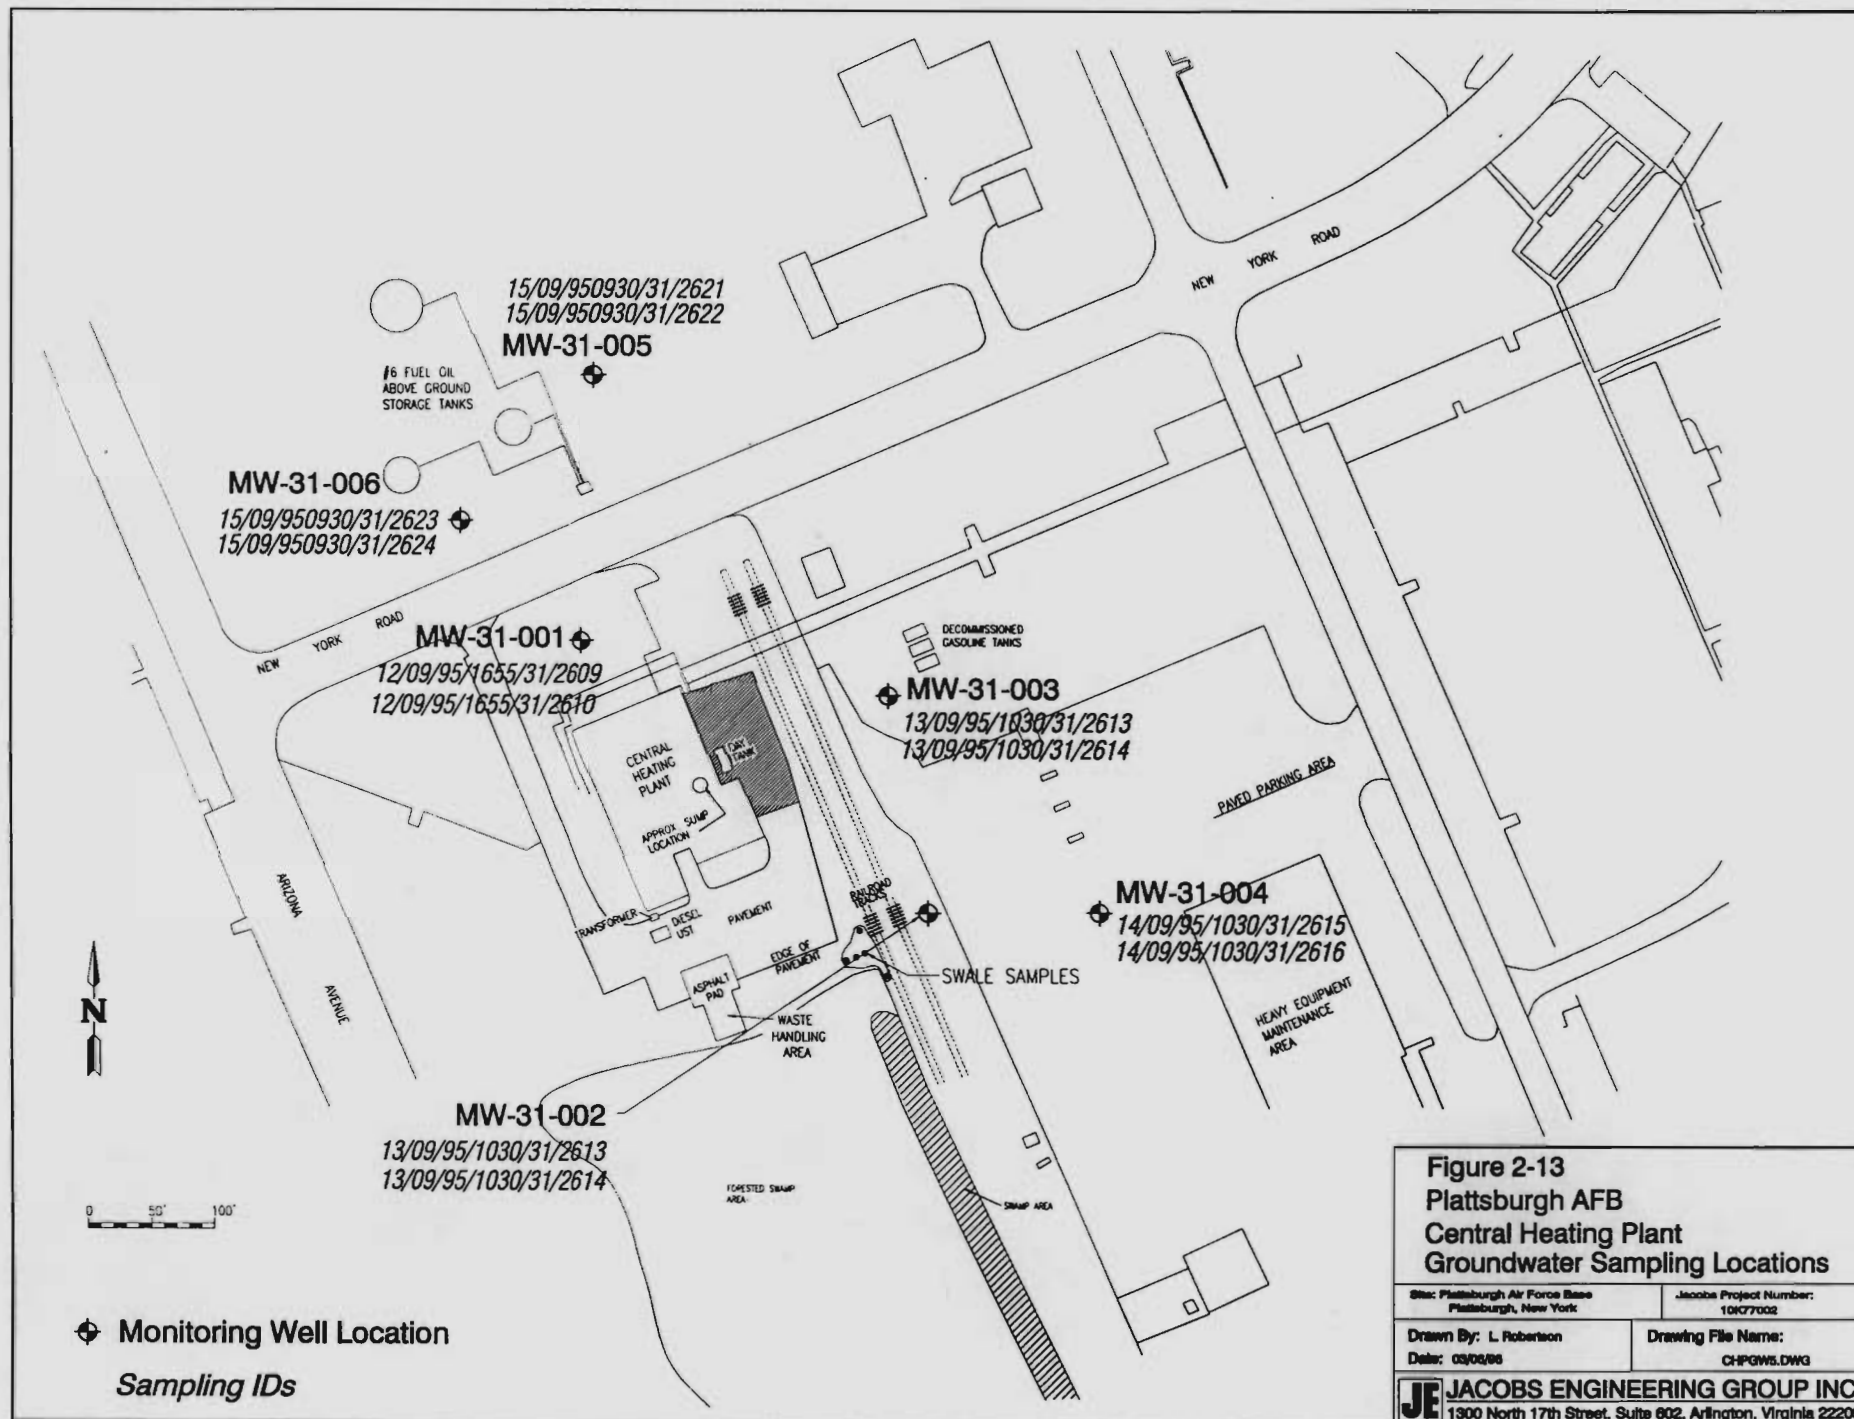 15/09/950930/31/2621
15/09/950930/31/2622
MW-31-005
#6 FUEL OIL
ABOVE GROUND
STORAGE TANKS
MW-31-006
15/09/950930/31/2623
15/09/950930/31/2624
NEW YORK ROAD
NEW YORK ROAD
MW-31-001
12/09/95/1655/31/2609
12/09/95/1655/31/2610
DECOMMISSIONED
GASOLINE TANKS
MW-31-003
13/09/95/1030/31/2613
13/09/95/1030/31/2614
CENTRAL
HEATING
PLANT
DAY
TANK
APPROX SUMP
LOCATION
PAVED PARKING AREA
ARIZONA AVENUE
TRANSFORMER
DIESEL
UST
PAVEMENT
RAILROAD
TRACKS
EDGE OF
PAVEMENT
ASPHALT
PAD
MW-31-004
14/09/95/1030/31/2615
14/09/95/1030/31/2616
SWALE SAMPLES
WASTE
HANDLING
AREA
HEAVY EQUIPMENT
MAINTENANCE
AREA
N
MW-31-002
13/09/95/1030/31/2613
13/09/95/1030/31/2614
FORESTED SWAMP
AREA
SWAMP AREA
0 50' 100'
Monitoring Well Location
Sampling IDs
Figure 2-13
Plattsburgh AFB
Central Heating Plant
Groundwater Sampling Locations
Site: Plattsburgh Air Force Base
Plattsburgh, New York
Jacobs Project Number:
10K77002
Drawn By: L. Robertson
Date: 03/06/96
Drawing File Name:
CHPGW5.DWG
JE JACOBS ENGINEERING GROUP INC
1300 North 17th Street, Suite 602, Arlington, Virginia 2220